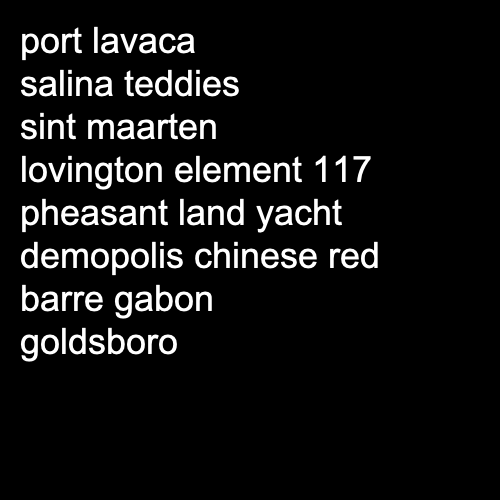 port lavaca
salina teddies
sint maarten
lovington element 117
pheasant land yacht
demopolis chinese red
barre gabon
goldsboro